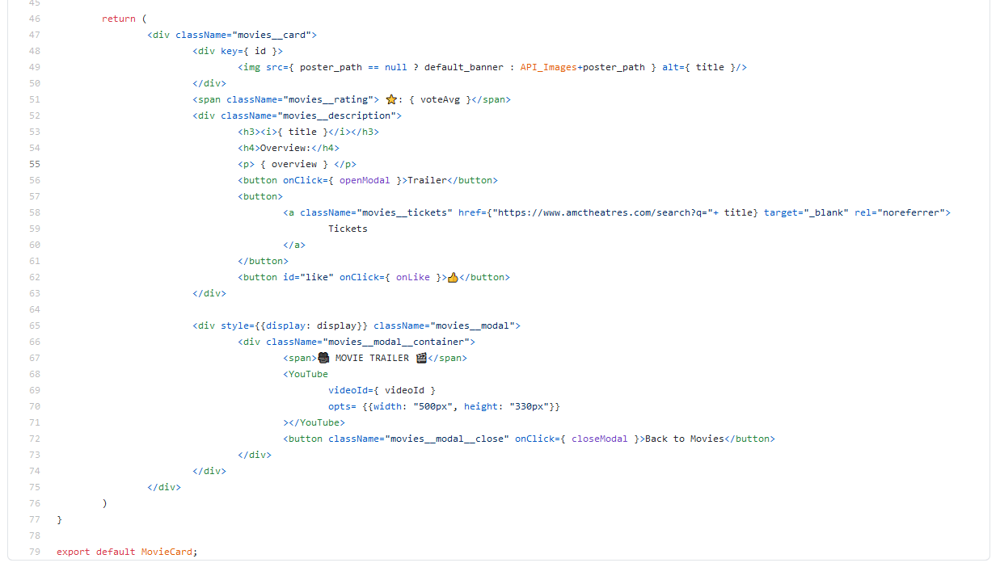 45
46 return (
47 <div className="movies__card">
48 <div key={ id }>
49 <img src={ poster_path == null ? default_banner : API_Images+poster_path } alt={ title }/>
50 </div>
51 <span className="movies__rating"> ⭐: { voteAvg }</span>
52 <div className="movies__description">
53 <h3><i>{ title }</i></h3>
54 <h4>Overview:</h4>
55 <p> { overview } </p>
56 <button onClick={ openModal }>Trailer</button>
57 <button>
58 <a className="movies__tickets" href={"https://www.amctheatres.com/search?q="+ title} target="_blank" rel="noreferrer">
59 Tickets
60 </a>
61 </button>
62 <button id="like" onClick={ onLike }>👍</button>
63 </div>
64
65 <div style={{display: display}} className="movies__modal">
66 <div className="movies__modal__container">
67 <span>🎥 MOVIE TRAILER 🎬</span>
68 <YouTube
69 videoId={ videoId }
70 opts= {{width: "500px", height: "330px"}}
71 ></YouTube>
72 <button className="movies__modal__close" onClick={ closeModal }>Back to Movies</button>
73 </div>
74 </div>
75 </div>
76 )
77 }
78
79 export default MovieCard;